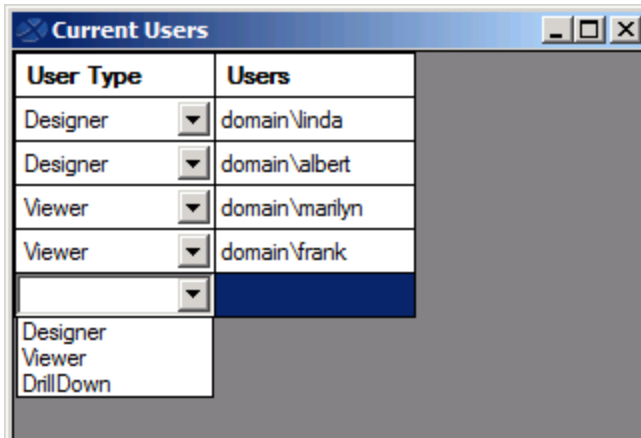 Current Users
User Type Users
Designer domain\linda
Designer domain\albert
Viewer domain\marilyn
Viewer domain\frank
Designer
Viewer
DrillDown